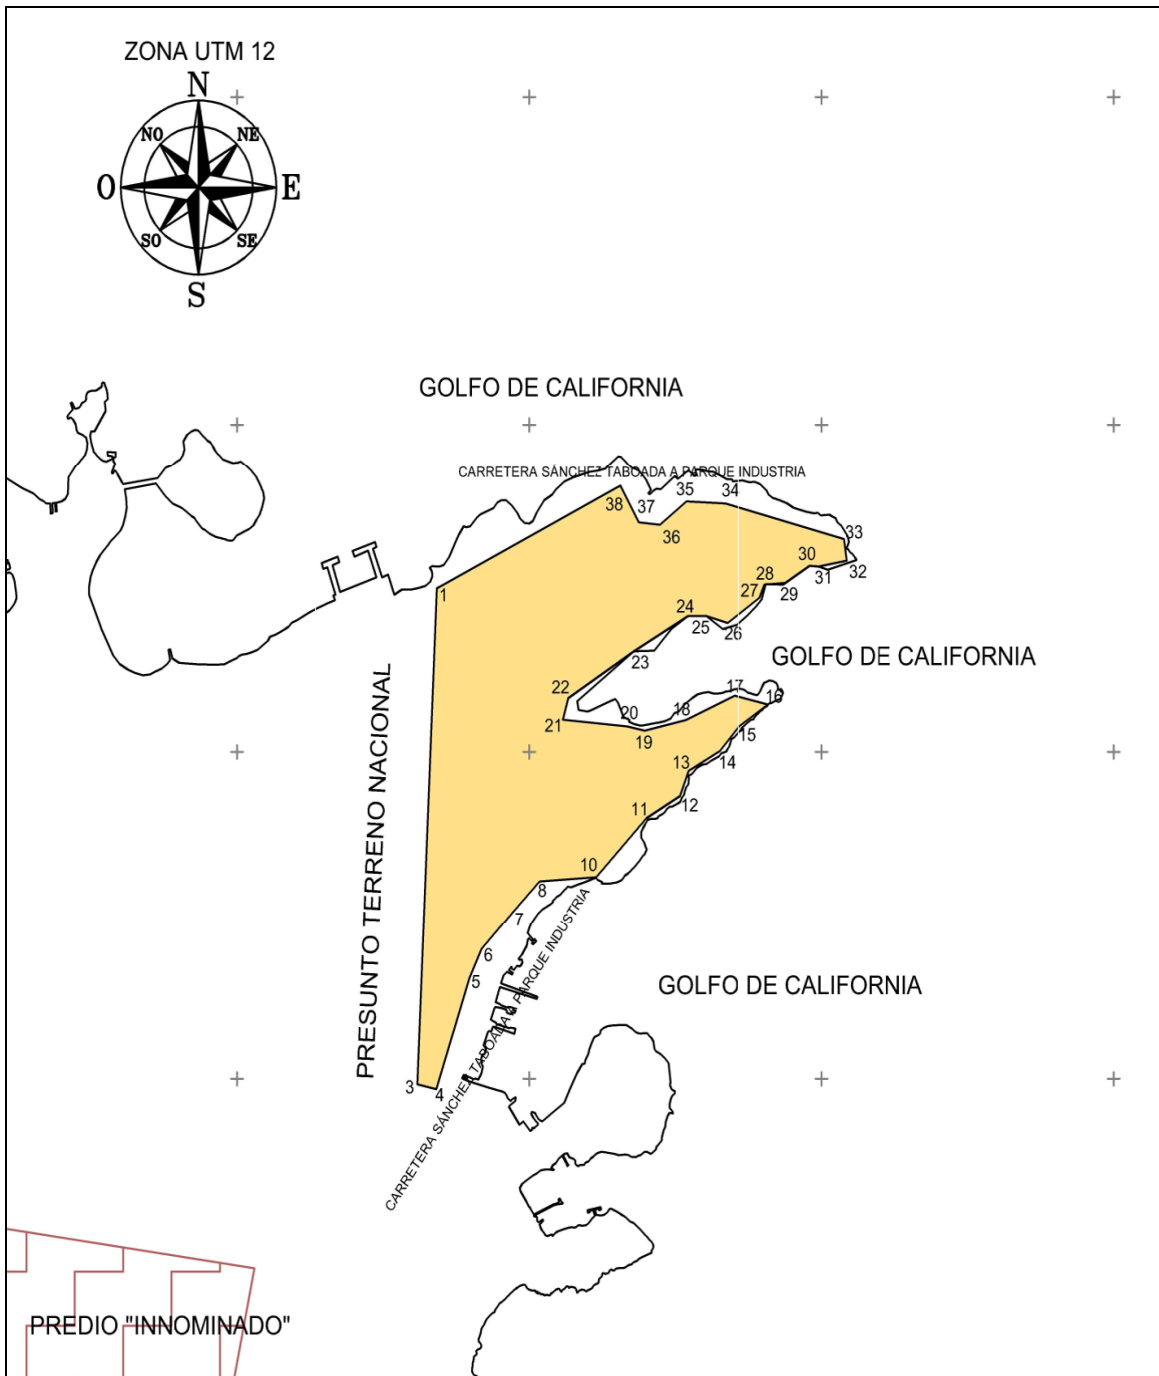 ZONA UTM 12
N
NO
NE
O
E
SO
SE
S
GOLFO DE CALIFORNIA
CARRETERA SÁNCHEZ TABOADA A PARQUE INDUSTRIA
38
37
35
34
36
33
30
31
32
28
29
27
1
24
25
26
23
GOLFO DE CALIFORNIA
22
21
20
19
18
17
16
15
14
13
12
11
10
8
7
6
5
3
4
PRESUNTO TERRENO NACIONAL
CARRETERA SÁNCHEZ TABOADA A PARQUE INDUSTRIA
GOLFO DE CALIFORNIA
PREDIO "INNOMINADO"